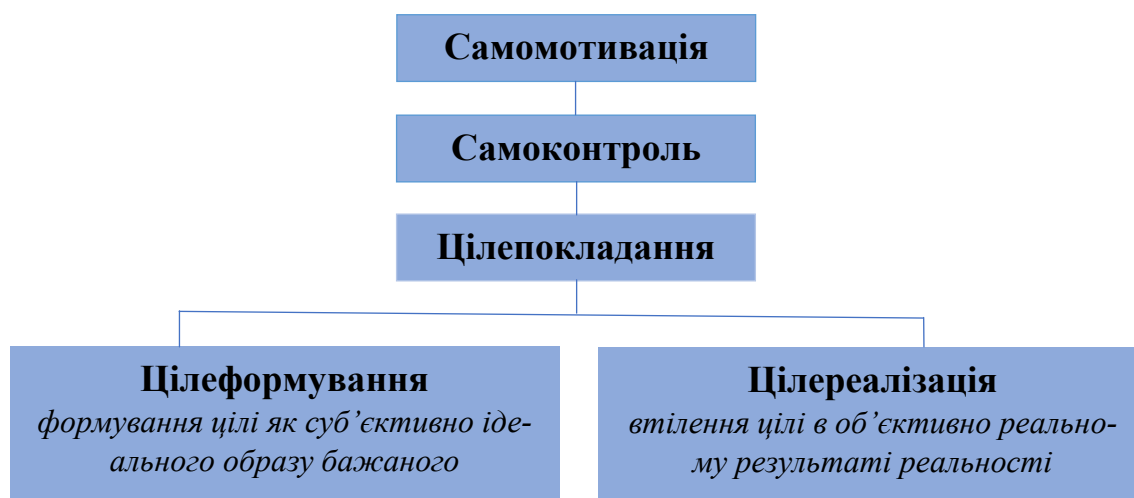 Самомотивація
Самоконтроль
Цілепокладання
Цілеформування
формування цілі як суб’єктивно іде-
ального образу бажаного
Цілереалізація
втілення цілі в об’єктивно реально-
му результаті реальності